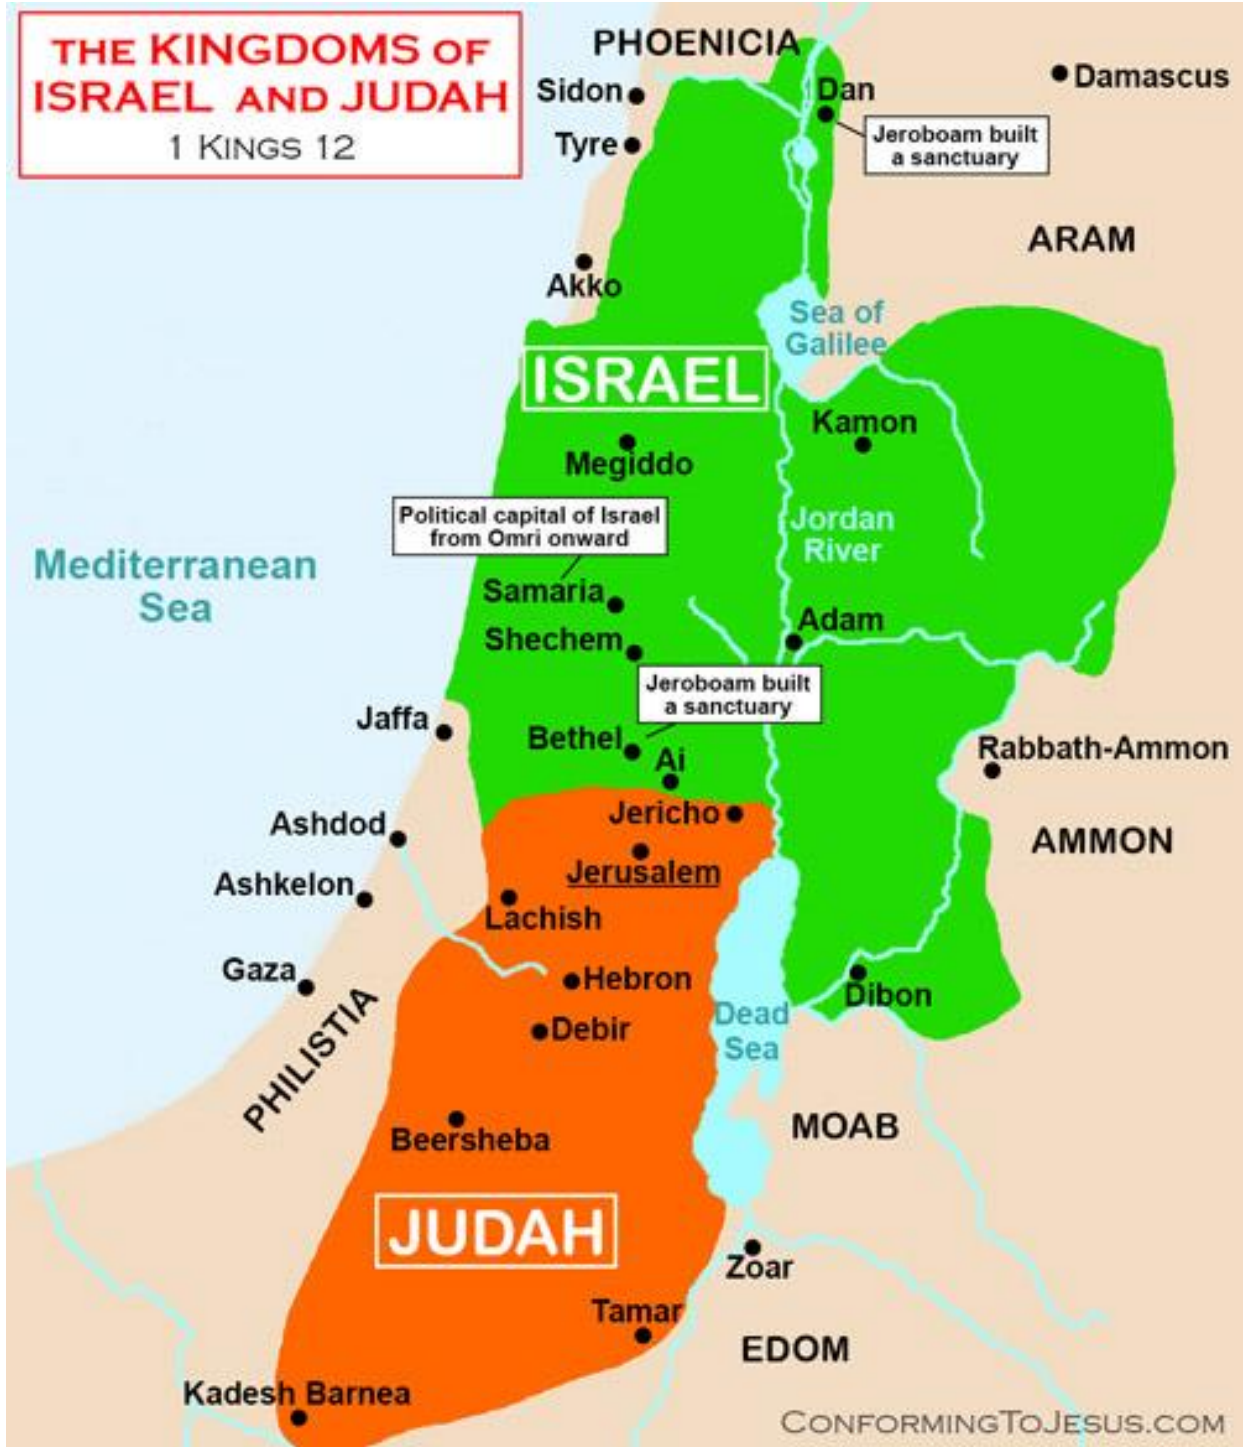 THE KINGDOMS OF
ISRAEL AND JUDAH
1 KINGS 12
PHOENICIA
Sidon
Damascus
Dan
Tyre
Jeroboam built
a sanctuary
ARAM
Akko
Sea of
Galilee
ISRAEL
Kamon
Megiddo
Political capital of Israel
from Omri onward
Jordan
River
Mediterranean
Sea
Samaria
Adam
Shechem
Jeroboam built
a sanctuary
Jaffa
Bethel
Ai
Rabbath-Ammon
Jericho
Ashdod
AMMON
Jerusalem
Ashkelon
Lachish
Gaza
Hebron
Dibon
PHILISTIA
Debir
Dead
Sea
MOAB
Beersheba
JUDAH
Zoar
Tamar
EDOM
Kadesh Barnea
CONFORMINGTOJESUS.COM